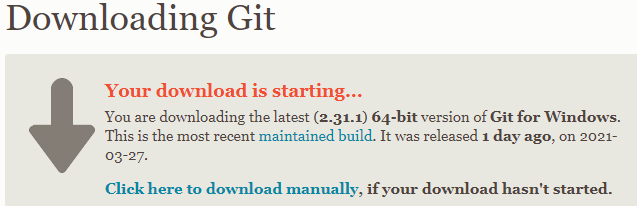 Downloading Git
Your download is starting...
You are downloading the latest (2.31.1) 64-bit version of Git for Windows.
This is the most recent maintained build. It was released 1 day ago, on 2021-
03-27.
Click here to download manually, if your download hasn't started.